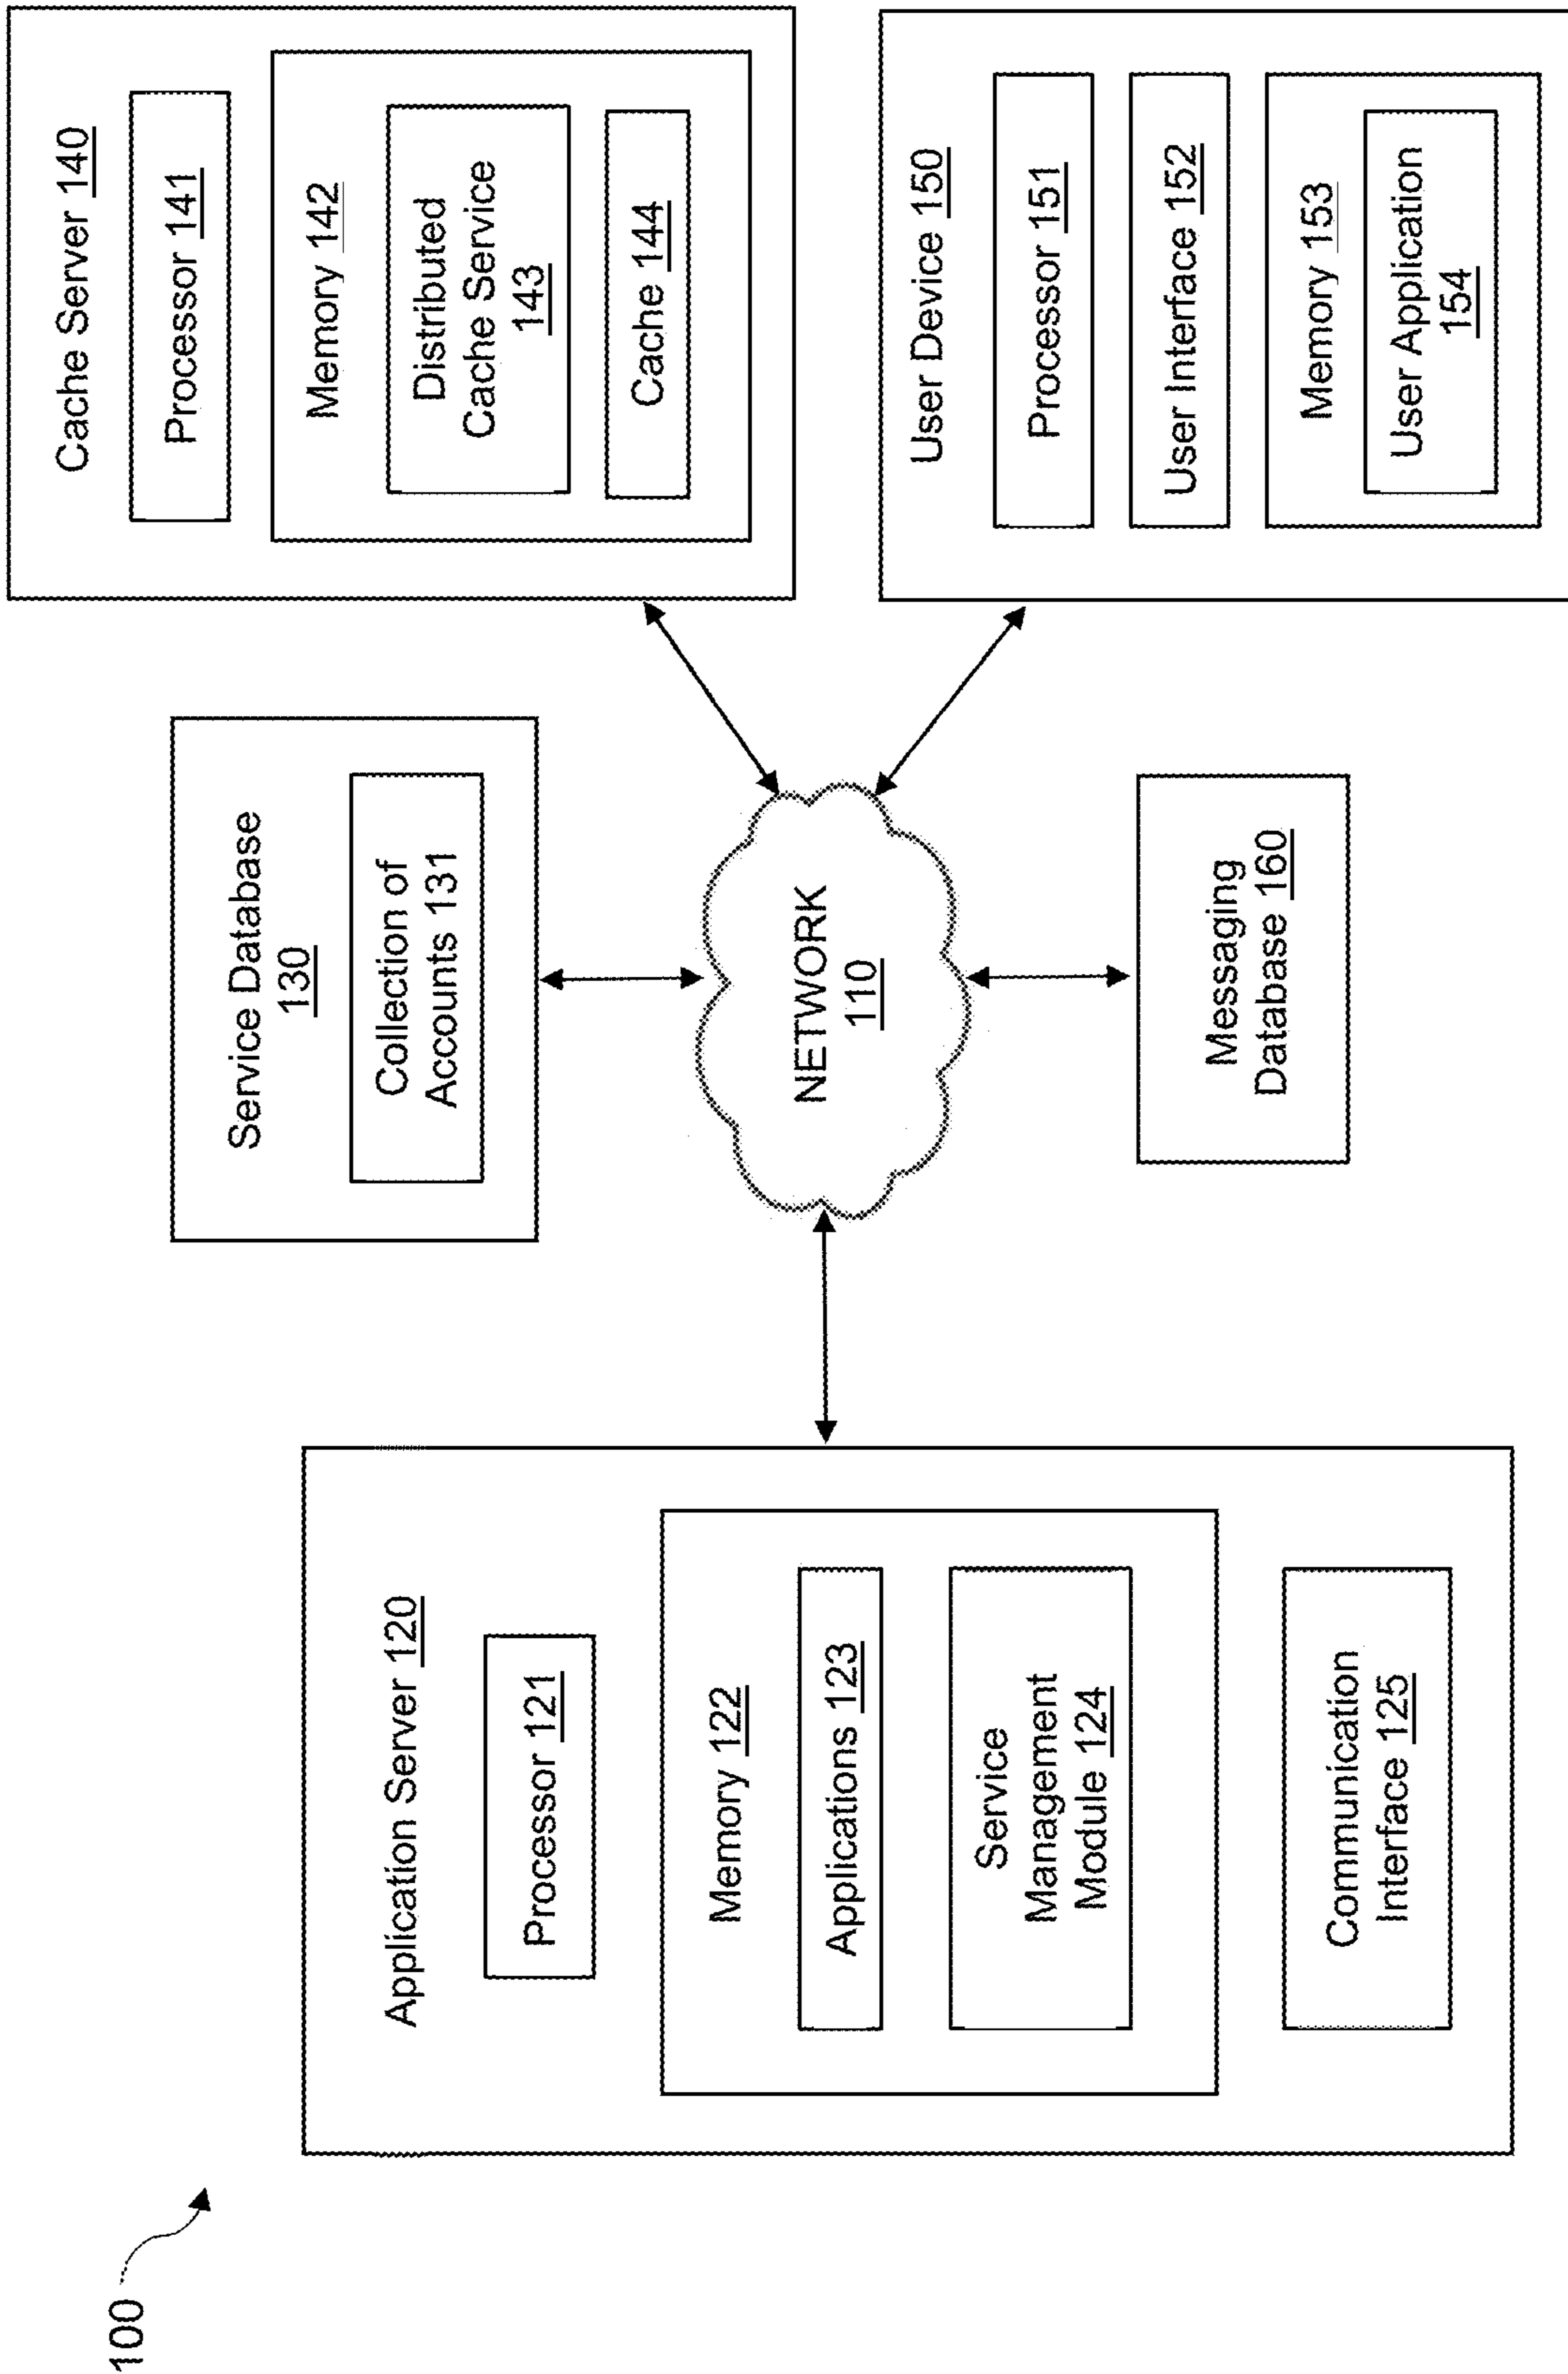 100
Application Server 120
Processor 121
Memory 122
Applications 123
Service
Management
Module 124
Communication
Interface 125
Service Database
130
Collection of
Accounts 131
NETWORK
110
Messaging
Database 160
Cache Server 140
Processor 141
Memory 142
Distributed
Cache Service
143
Cache 144
User Device 150
Processor 151
User Interface 152
Memory 153
User Application
154